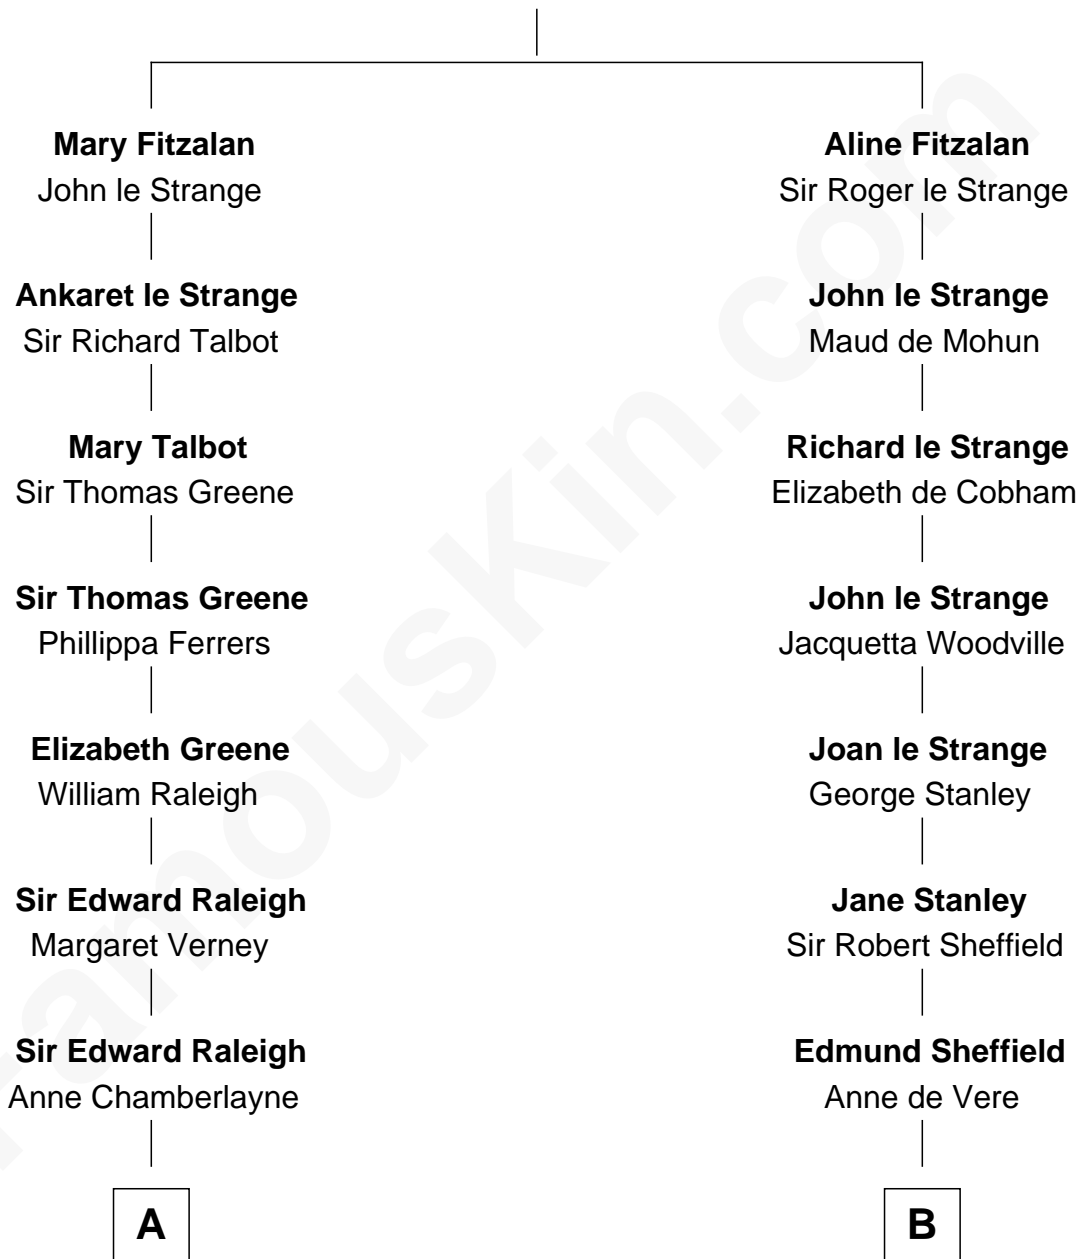 Mary Fitzalan
John le Strange
Ankaret le Strange
Sir Richard Talbot
Mary Talbot
Sir Thomas Greene
Sir Thomas Greene
Phillippa Ferrers
Elizabeth Greene
William Raleigh
Sir Edward Raleigh
Margaret Verney
Sir Edward Raleigh
Anne Chamberlayne
A
Aline Fitzalan
Sir Roger le Strange
John le Strange
Maud de Mohun
Richard le Strange
Elizabeth de Cobham
John le Strange
Jacquetta Woodville
Joan le Strange
George Stanley
Jane Stanley
Sir Robert Sheffield
Edmund Sheffield
Anne de Vere
B
FamousKin.com